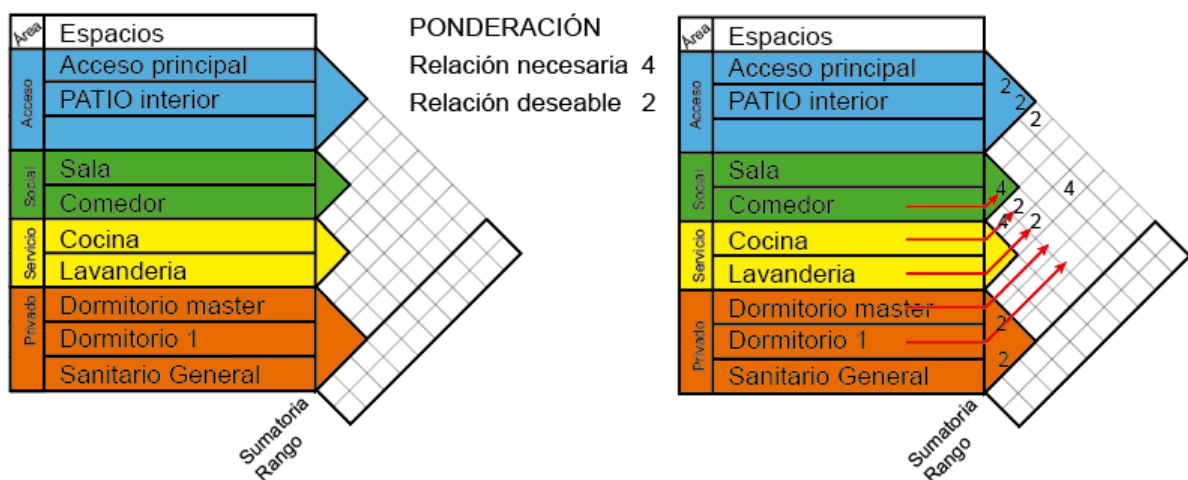 Área Espacios
Acceso
Acceso principal
PATIO interior
Social
Sala
Comedor
Servicio
Cocina
Lavanderia
Privado
Dormitorio master
Dormitorio 1
Sanitario General
Sumatoria
Rango
PONDERACIÓN
Relación necesaria 4
Relación deseable 2
Área Espacios
Acceso
Acceso principal
PATIO interior
Social
Sala
Comedor
Servicio
Cocina
Lavanderia
Privado
Dormitorio master
Dormitorio 1
Sanitario General
2
2
2
4
4
2
4
2
2
2
Sumatoria
Rango